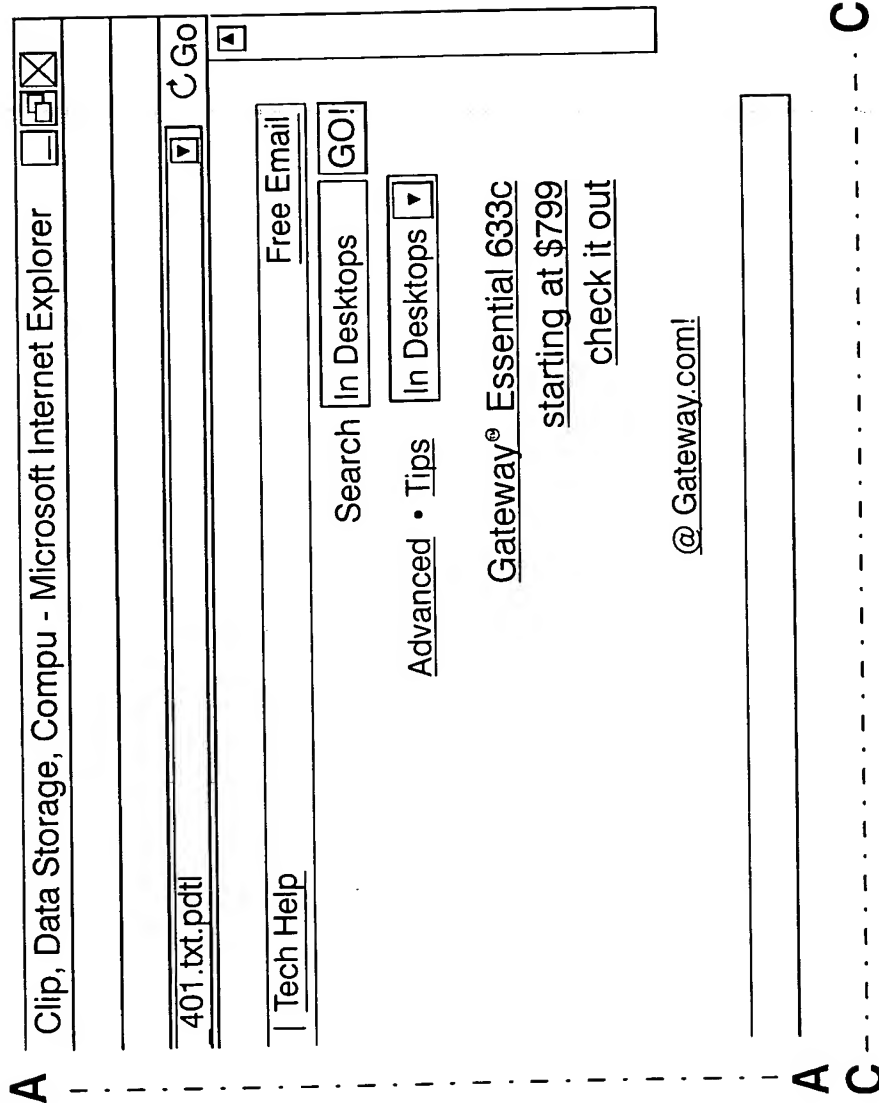 A
Clip, Data Storage, Compu - Microsoft Internet Explorer
401.txt.pdtl
Go
| Tech Help
Free Email
Search In Desktops GO!
Advanced • Tips In Desktops
Gateway® Essential 633c
starting at $799
check it out
@ Gateway.com!
A
C
C